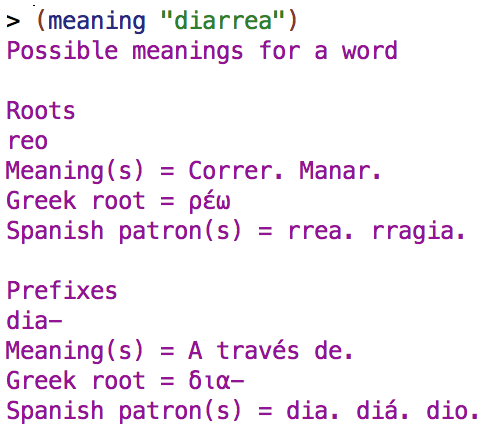 > (meaning "diarrea")
Possible meanings for a word
Roots
reo
Meaning(s) = Correr. Manar.
Greek root = ρέω
Spanish patron(s) = rrea. rragia.
Prefixes
dia-
Meaning(s) = A través de.
Greek root = δια-
Spanish patron(s) = dia. diá. dio.